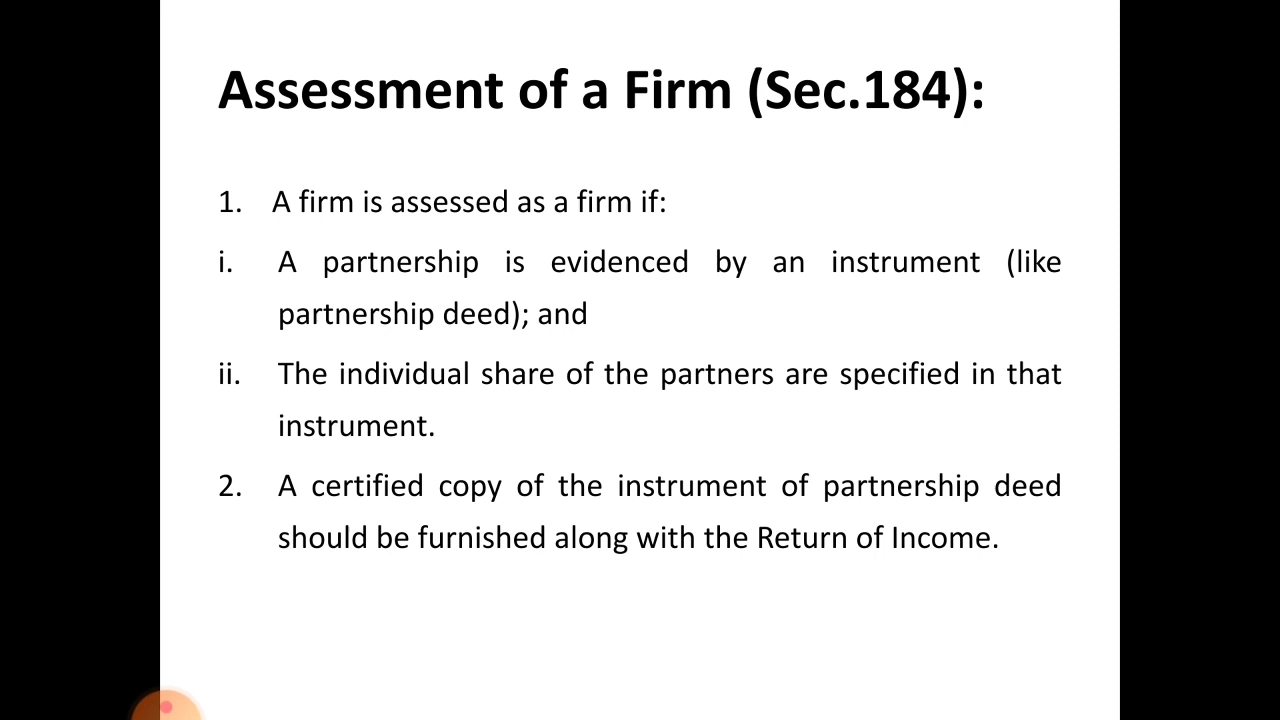 Assessment of a Firm (Sec.184):
1. A firm is assessed as a firm if:
i. A partnership is evidenced by an instrument (like
partnership deed); and
ii. The individual share of the partners are specified in that
instrument.
2. A certified copy of the instrument of partnership deed
should be furnished along with the Return of Income.